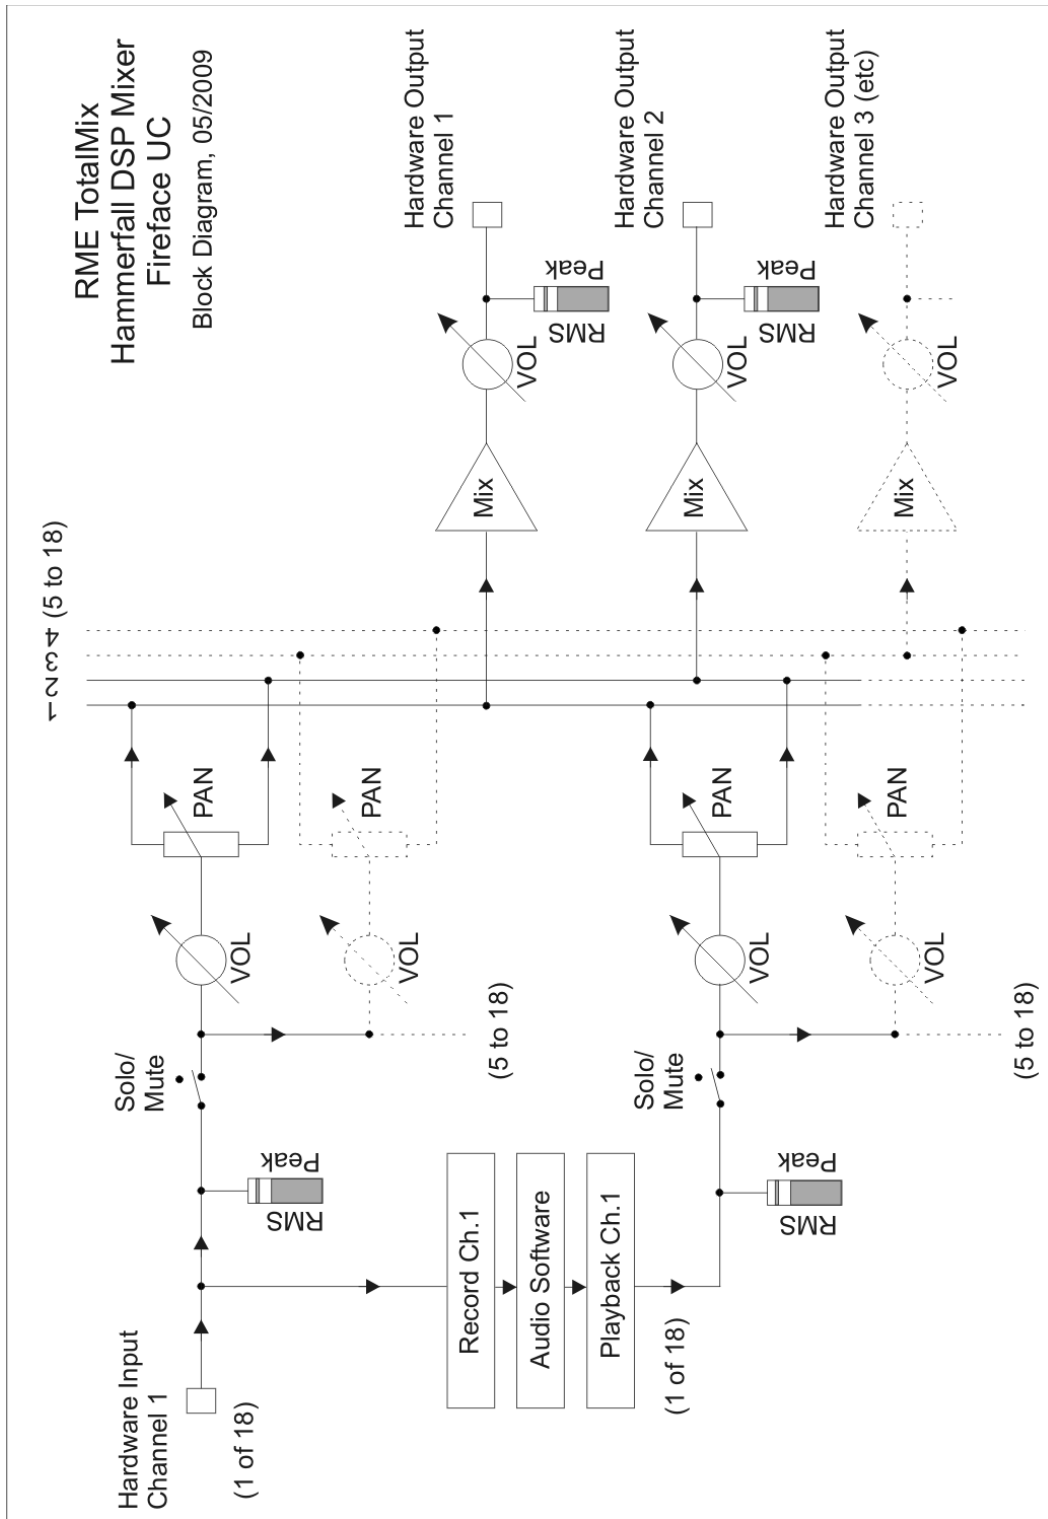 RME TotalMix
Hammerfall DSP Mixer
Fireface UC
Block Diagram, 05/2009
Hardware Input
Channel 1
(1 of 18)
Peak
RMS
Solo/
Mute
VOL
PAN
(5 to 18)
VOL
PAN
1 2 3 4 (5 to 18)
Mix
VOL
Peak
RMS
Hardware Output
Channel 1
Mix
VOL
Peak
RMS
Hardware Output
Channel 2
Mix
VOL
Hardware Output
Channel 3 (etc)
Record Ch.1
Audio Software
Playback Ch.1
(1 of 18)
Peak
RMS
Solo/
Mute
VOL
PAN
(5 to 18)
VOL
PAN